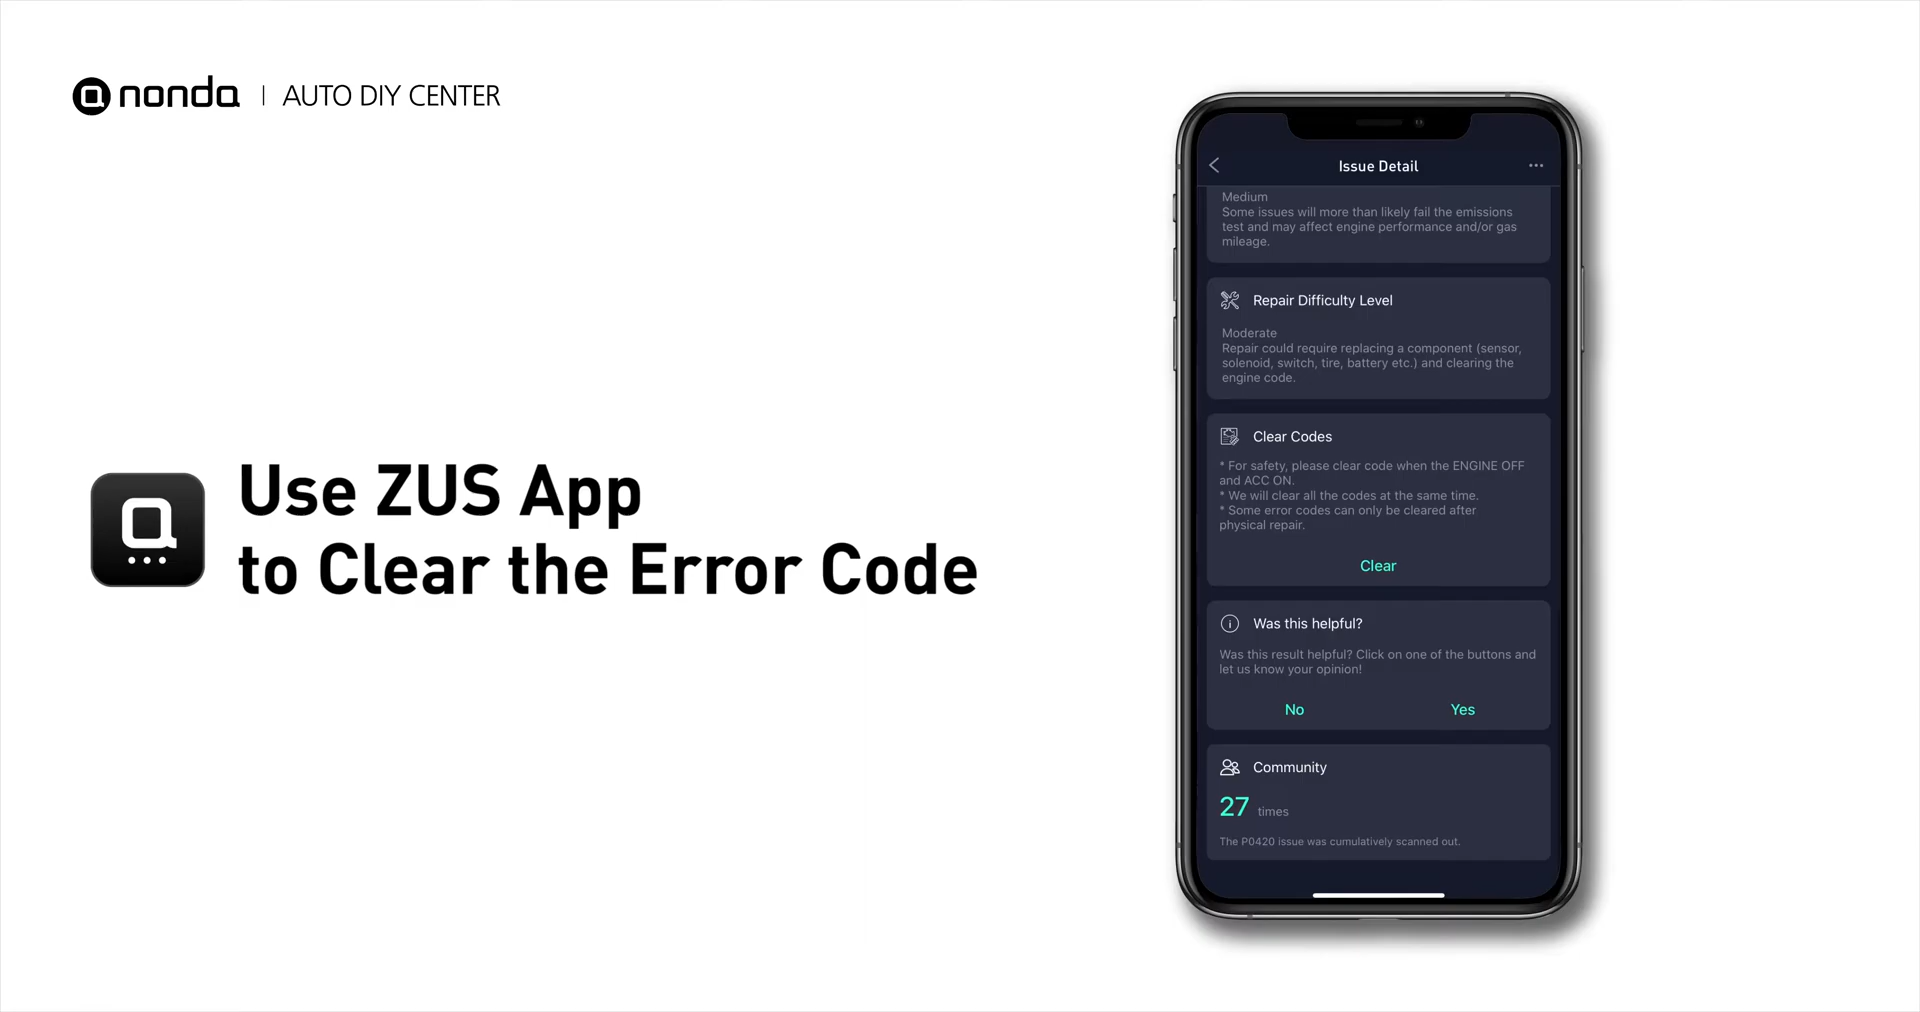 nonda | AUTO DIY CENTER
Use ZUS App
to Clear the Error Code
Issue Detail
Medium
Some issues will more than likely fail the emissions
test and may affect engine performance and/or gas
mileage.
Repair Difficulty Level
Moderate
Repair could require replacing a component (sensor,
solenoid, switch, tire, battery etc.) and clearing the
engine code.
Clear Codes
* For safety, please clear code when the ENGINE OFF
and ACC ON.
* We will clear all the codes at the same time.
* Some error codes can only be cleared after
physical repair.
Clear
Was this helpful?
Was this result helpful? Click on one of the buttons and
let us know your opinion!
No Yes
Community
27 times
The P0420 issue was cumulatively scanned out.